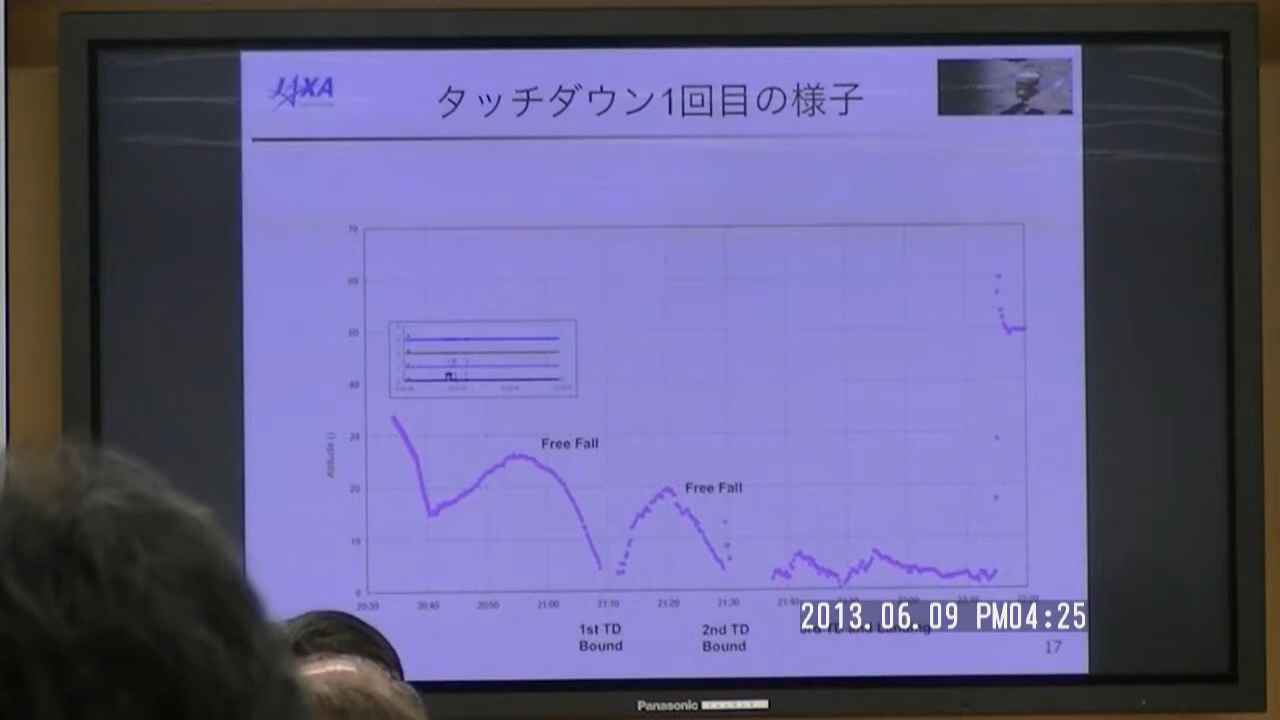 JAXA
タッチダウン1回目の様子
70
60
50
40
30
20
10
0
Altitude ()
Free Fall
Free Fall
20:30 20:40 20:50 21:00 21:10 21:20 21:30 21:40
1st TD
Bound
2nd TD
Bound
2013.06.09 PM04:25
17
Panasonic